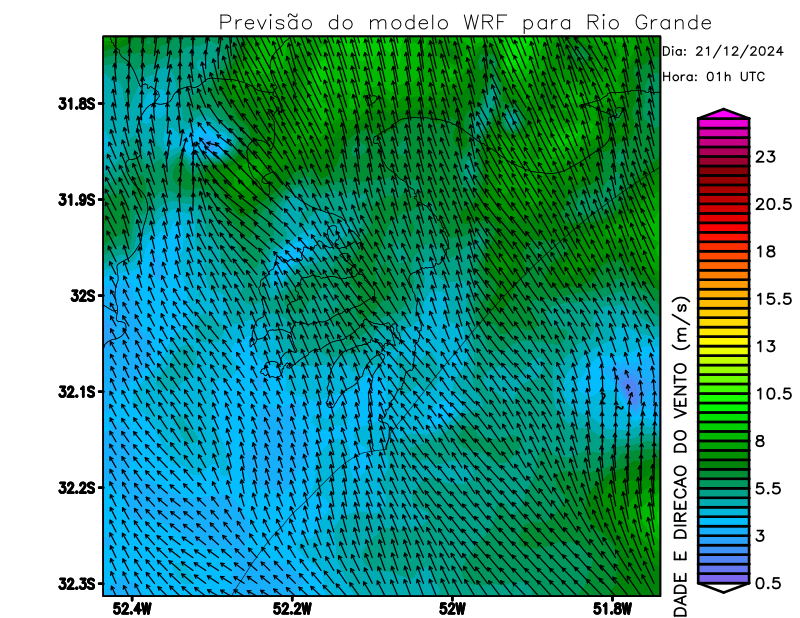 Previsão do modelo WRF para Rio Grande
Dia: 21/12/2024
Hora: 01h UTC
31.8S
31.9S
32S
32.1S
32.2S
32.3S
52.4W
52.2W
52W
51.8W
23
20.5
18
15.5
13
10.5
8
5.5
3
0.5
DADE E DIRECAO DO VENTO (m/s)